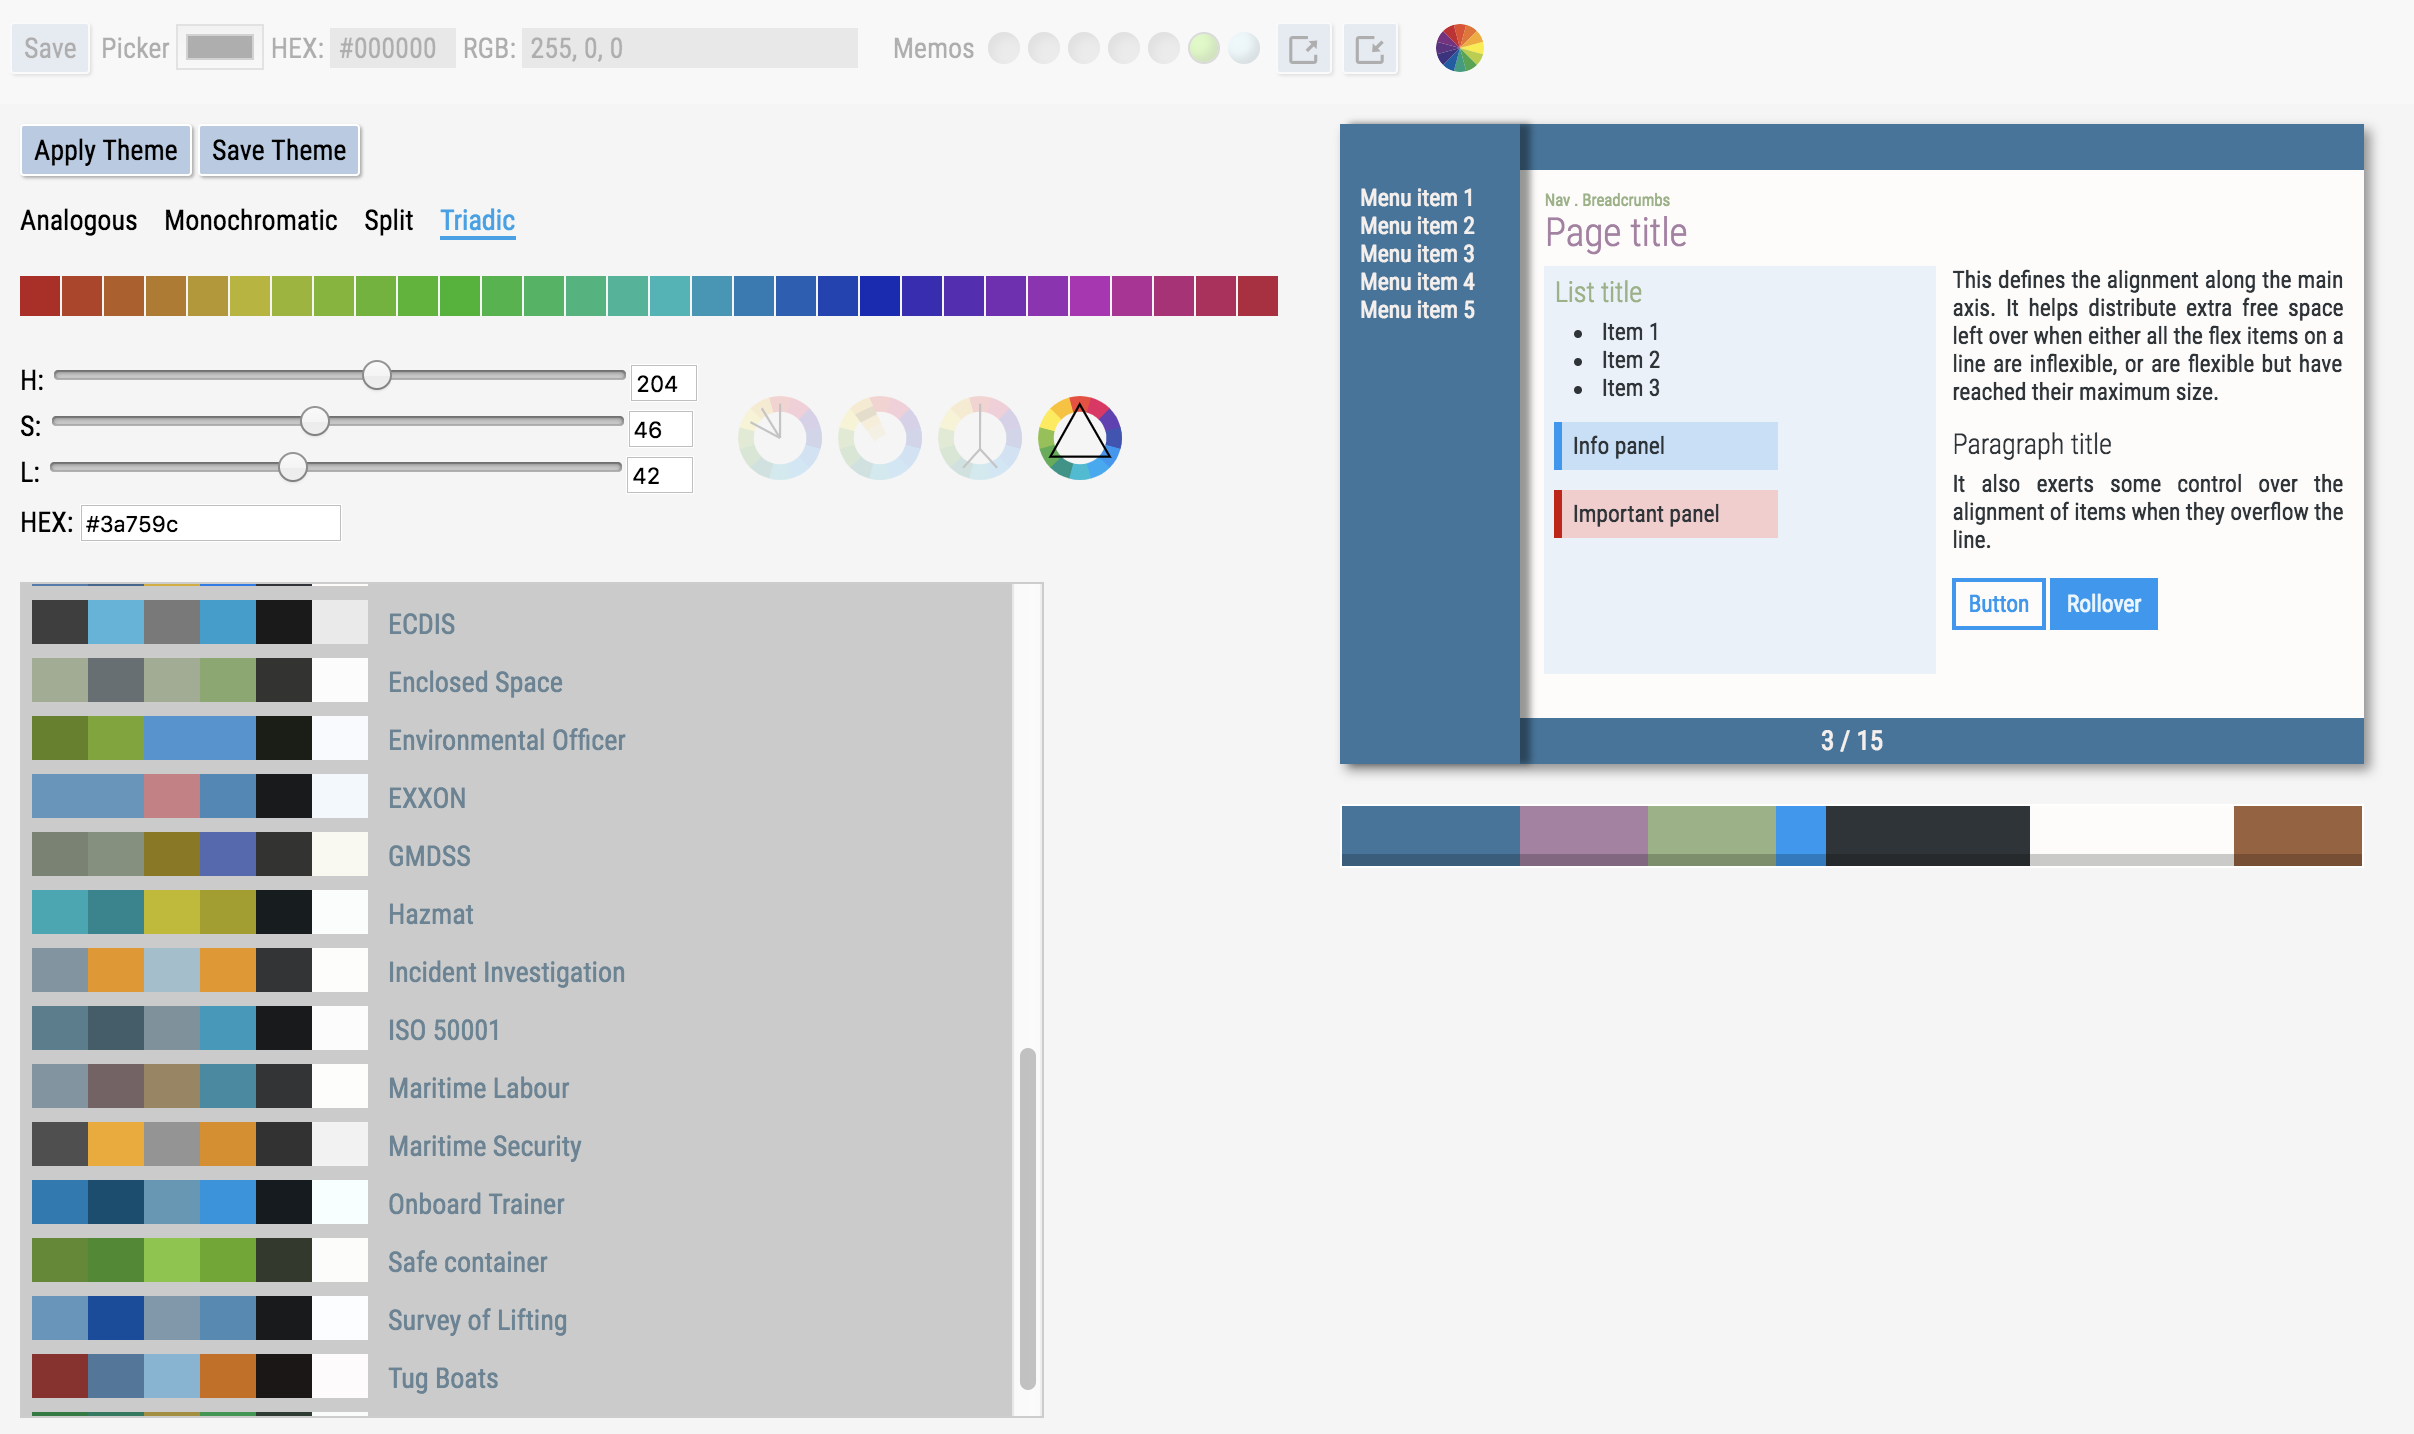 Save Picker HEX: #000000 RGB: 255, 0, 0 Memos
Apply Theme Save Theme
Analogous Monochromatic Split Triadic
H: 204
S: 46
L: 42
HEX: #3a759c
ECDIS
Enclosed Space
Environmental Officer
EXXON
GMDSS
Hazmat
Incident Investigation
ISO 50001
Maritime Labour
Maritime Security
Onboard Trainer
Safe container
Survey of Lifting
Tug Boats
Menu item 1
Menu item 2
Menu item 3
Menu item 4
Menu item 5
Nav . Breadcrumbs
Page title
List title
Item 1
Item 2
Item 3
Info panel
Important panel
This defines the alignment along the main
axis. It helps distribute extra free space
left over when either all the flex items on a
line are inflexible, or are flexible but have
reached their maximum size.
Paragraph title
It also exerts some control over the
alignment of items when they overflow the
line.
Button Rollover
3 / 15